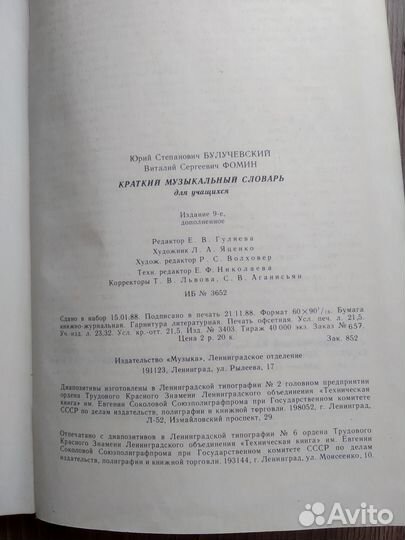 Юрий Степанович БУЛУЧЕВСКИЙ
Виталий Сергеевич ФОМИН
КРАТКИЙ МУЗЫКАЛЬНЫЙ СЛОВАРЬ
для учащихся
Издание 9-е,
дополненное
Редактор Е. В. Гуляева
Художник Л. А. Яценко
Худож. редактор Р. С. Волховер
Техн. редактор Е. Ф. Николаева
Корректоры Т. В. Львова, С. В. Аганисьян
ИБ № 3652
Сдано в набор 15.01.88. Подписано в печать 21.11.88. Формат 60×90¹/₁₆. Бумага
книжно-журнальная. Гарнитура литературная. Печать офсетная. Усл. печ. л. 21,5.
Уч. изд. л. 23,52. Усл. кр.-отт. 21,5. Изд. № 3403. Тираж 40 000 экз. Заказ № 657.
Цена 2 р. 20 к.
Зак. 852
Издательство «Музыка», Ленинградское отделение
191123, Ленинград, ул. Рылеева, 17
Диапозитивы изготовлены в Ленинградской типографии № 2 головном предприятии
ордена Трудового Красного Знамени Ленинградского объединения «Техническая
книга» им. Евгении Соколовой Союзполиграфпрома при Государственном комитете
СССР по делам издательств, полиграфии и книжной торговли. 198052, г. Ленинград,
Л-52, Измайловский проспект, 29.
Отпечатано с диапозитивов в Ленинградской типографии № 6 ордена Трудового
Красного Знамени Ленинградского объединения «Техническая книга» им. Евгении
Соколовой Союзполиграфпрома при Государственном комитете СССР по делам
издательств, полиграфии и книжной торговли. 193144, г. Ленинград, ул. Моисеенко, 10.
Avito